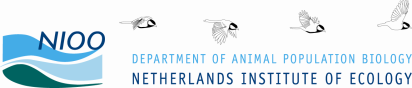 NIOO
DEPARTMENT OF ANIMAL POPULATION BIOLOGY
NETHERLANDS INSTITUTE OF ECOLOGY